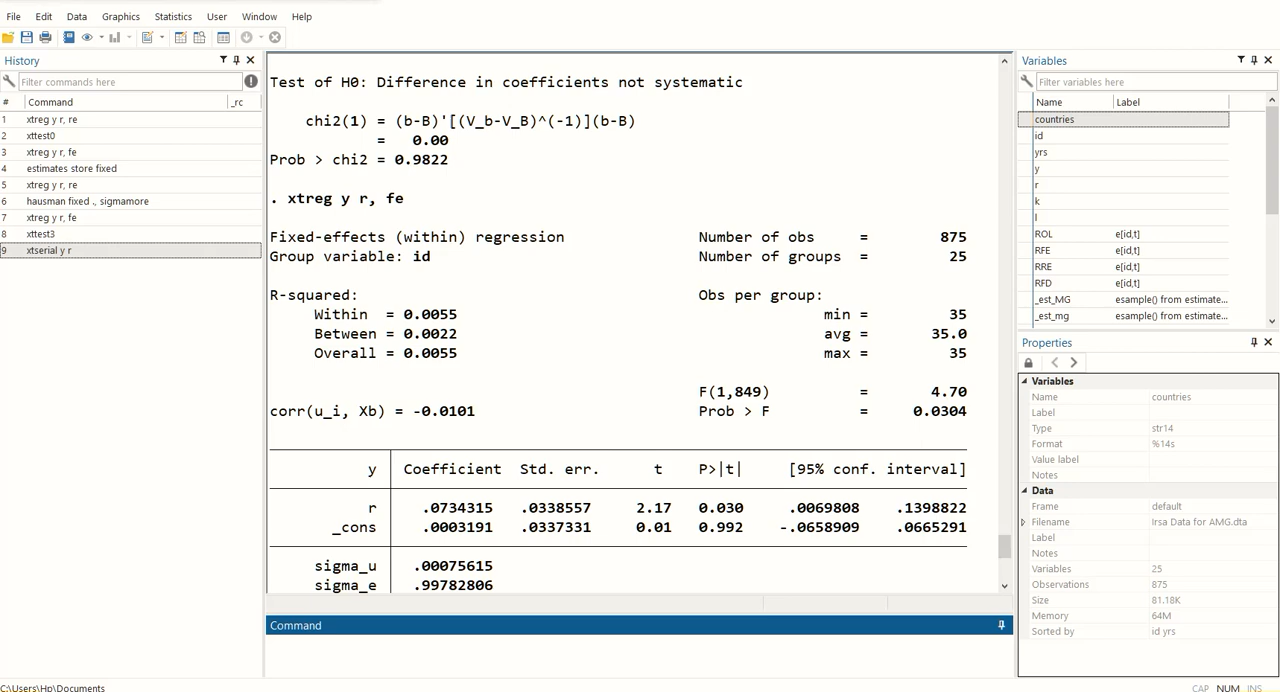 File Edit Data Graphics Statistics User Window Help
History
Filter commands here
# Command _rc
1 xtreg y r, re
2 xttest0
3 xtreg y r, fe
4 estimates store fixed
5 xtreg y r, re
6 hausman fixed ., sigmamore
7 xtreg y r, fe
8 xttest3
9 xtserial y r
Test of H0: Difference in coefficients not systematic
chi2(1) = (b-B)'[(V_b-V_B)^(-1)](b-B)
= 0.00
Prob > chi2 = 0.9822
. xtreg y r, fe
Fixed-effects (within) regression Number of obs = 875
Group variable: id Number of groups = 25
R-squared: Obs per group:
Within = 0.0055 min = 35
Between = 0.0022 avg = 35.0
Overall = 0.0055 max = 35
F(1,849) = 4.70
corr(u_i, Xb) = -0.0101 Prob > F = 0.0304
y Coefficient Std. err. t P>|t| [95% conf. interval]
r .0734315 .0338557 2.17 0.030 .0069808 .1398822
_cons .0003191 .0337331 0.01 0.992 -.0658909 .0665291
sigma_u .00075615
sigma_e .99782806
Command
Variables
Filter variables here
Name Label
countries
id
yrs
y
r
k
l
ROL e[id,t]
RFE e[id,t]
RRE e[id,t]
RFD e[id,t]
_est_MG esample() from estimate...
_est_mg esample() from estimate...
Properties
Variables
Name countries
Label
Type str14
Format %14s
Value label
Notes
Data
Frame default
Filename Irsa Data for AMG.dta
Label
Notes
Variables 25
Observations 875
Size 81.18K
Memory 64M
Sorted by id yrs
C:\Users\Hp\Documents CAP NUM INS